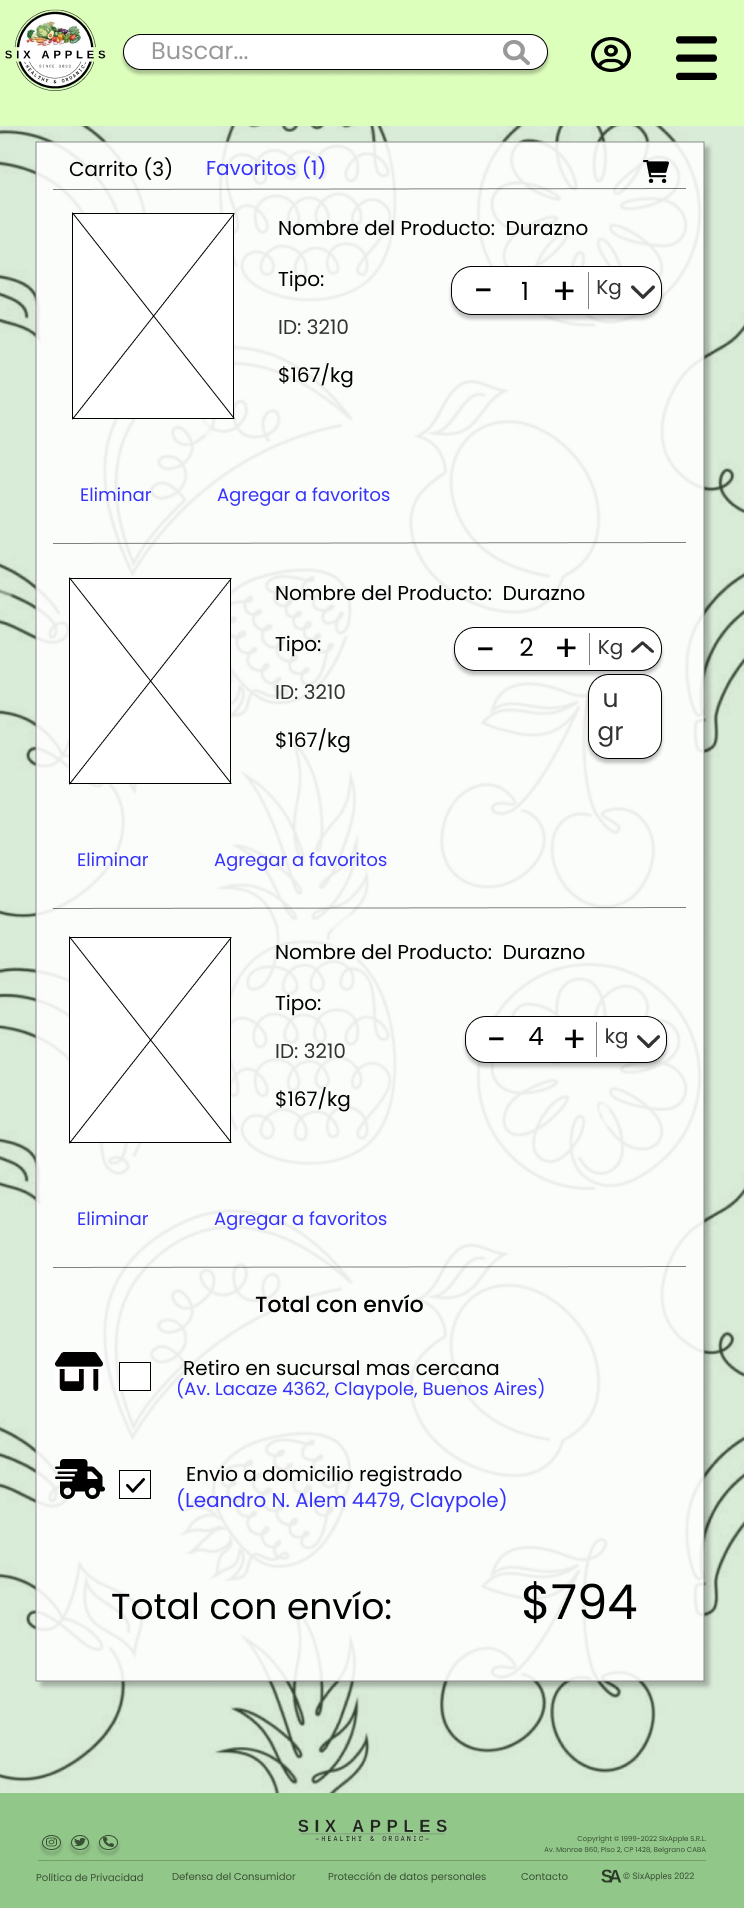 SIX APPLES
SINCE 2022
HEALTHY & ORGANIC
Buscar...
Carrito (3)
Favoritos (1)
Nombre del Producto: Durazno
Tipo:
- 1 + Kg
ID: 3210
$167/kg
Eliminar
Agregar a favoritos
Nombre del Producto: Durazno
Tipo:
- 2 + Kg
u
gr
ID: 3210
$167/kg
Eliminar
Agregar a favoritos
Nombre del Producto: Durazno
Tipo:
- 4 + kg
ID: 3210
$167/kg
Eliminar
Agregar a favoritos
Total con envío
Retiro en sucursal mas cercana
(Av. Lacaze 4362, Claypole, Buenos Aires)
Envio a domicilio registrado
(Leandro N. Alem 4479, Claypole)
Total con envío: $794
SIX APPLES
-HEALTHY & ORGANIC-
Copyright © 1999-2022 SixApple S.R.L.
Av. Monroe 860, Piso 2, CP 1428, Belgrano CABA
Política de Privacidad
Defensa del Consumidor
Protección de datos personales
Contacto
SA © SixApples 2022